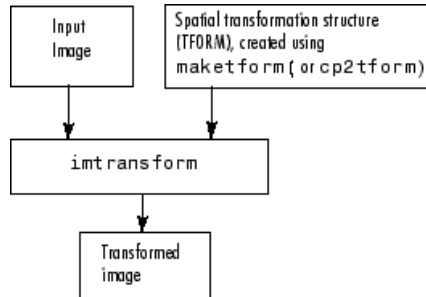 Input
Image
Spatial transformation structure
(TFORM), created using
maketform( or cp2tform)
imtransform
Transformed
image